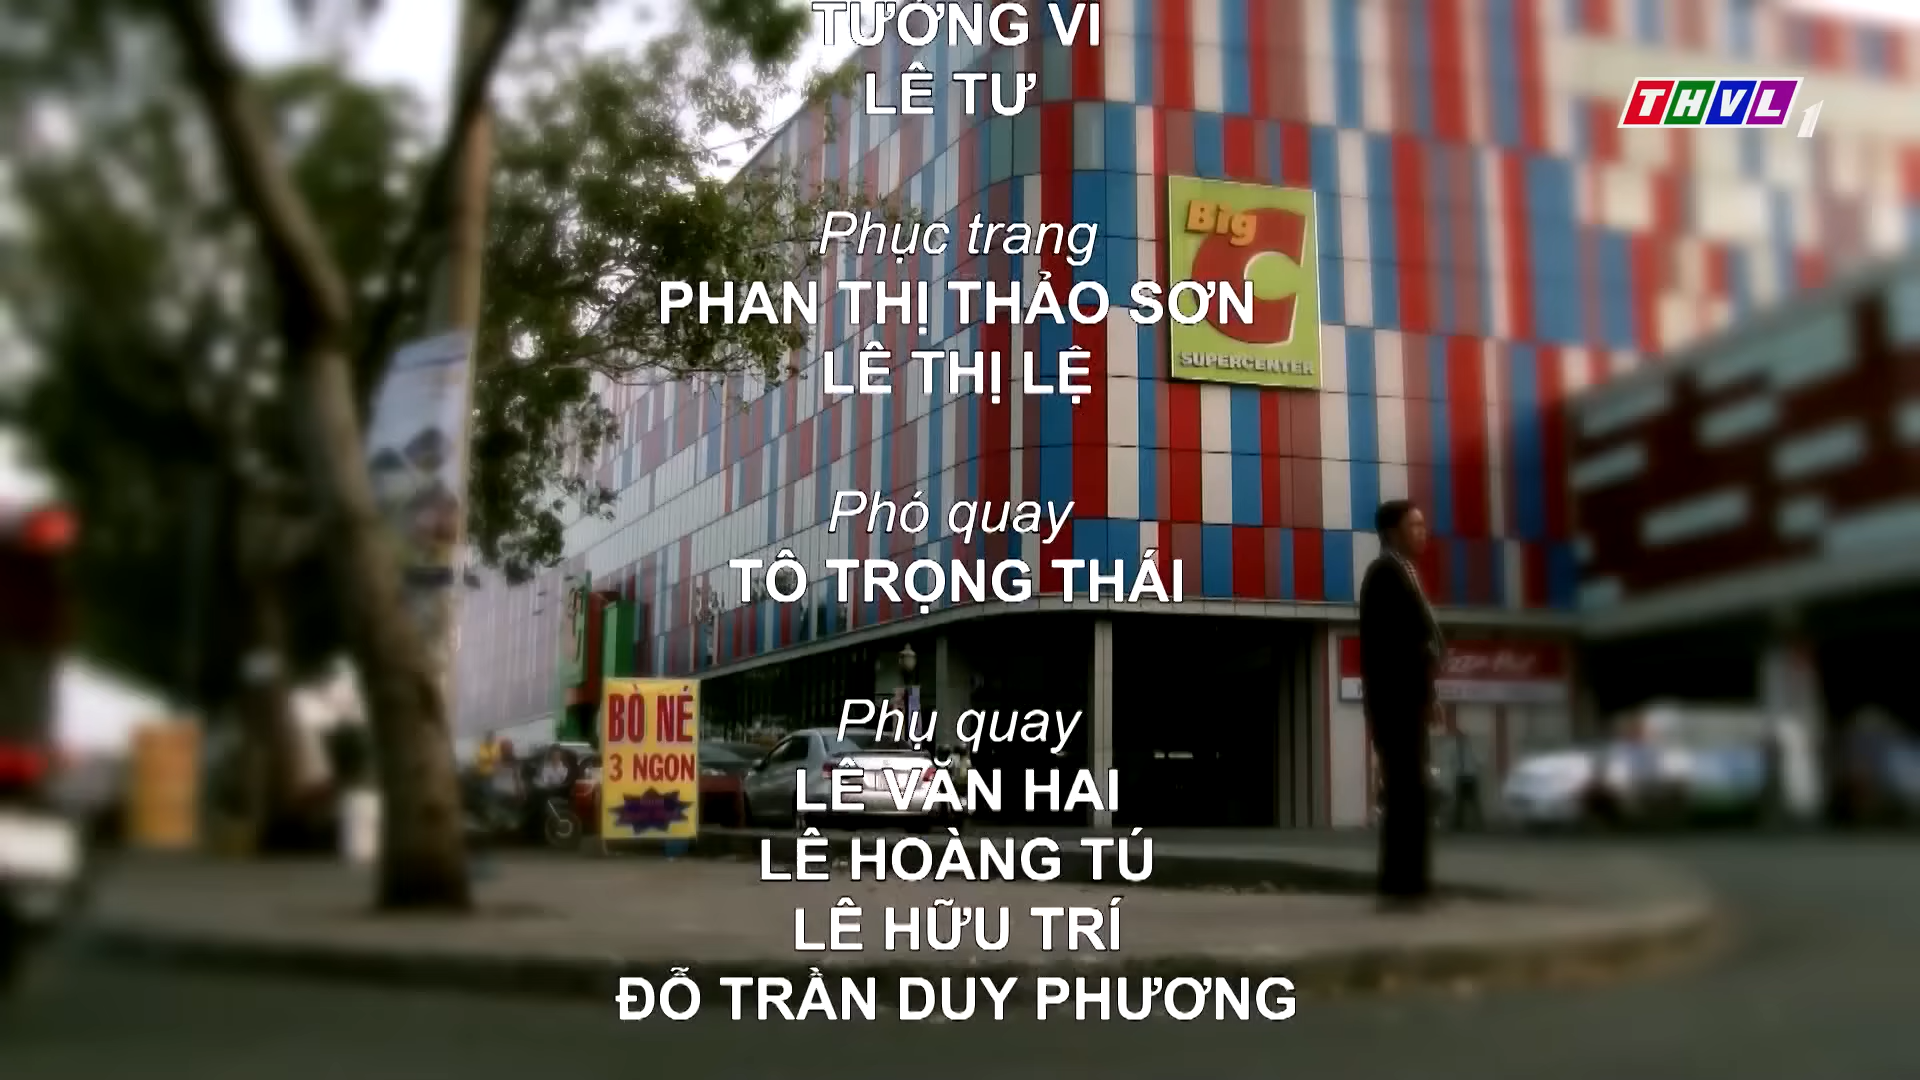 TƯỜNG VI
LÊ TƯ
THVL 1
Phục trang
PHAN THỊ THẢO SƠN
LÊ THỊ LỆ
Big C
SUPERCENTER
Phó quay
TÔ TRỌNG THÁI
Phụ quay
LÊ VĂN HAI
LÊ HOÀNG TÚ
LÊ HỮU TRÍ
ĐỖ TRẦN DUY PHƯƠNG
BÒ NÉ
3 NGON